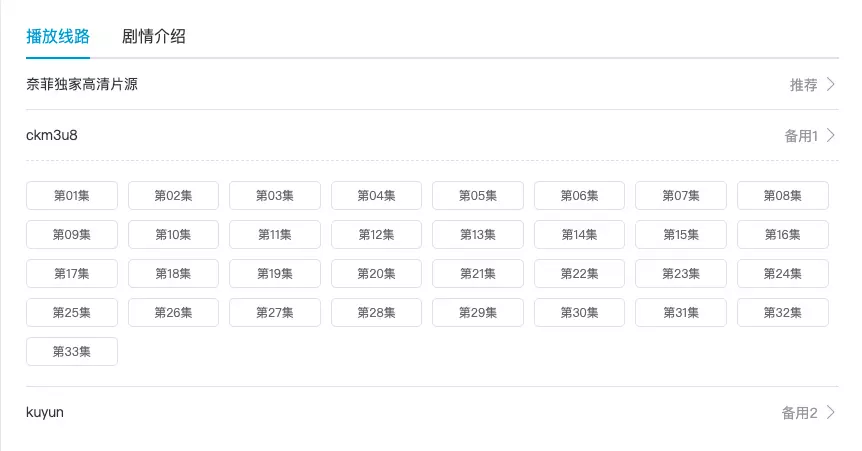 播放线路 剧情介绍
奈菲独家高清片源 推荐
ckm3u8 备用1
第01集 第02集 第03集 第04集 第05集 第06集 第07集 第08集
第09集 第10集 第11集 第12集 第13集 第14集 第15集 第16集
第17集 第18集 第19集 第20集 第21集 第22集 第23集 第24集
第25集 第26集 第27集 第28集 第29集 第30集 第31集 第32集
第33集
kuyun 备用2